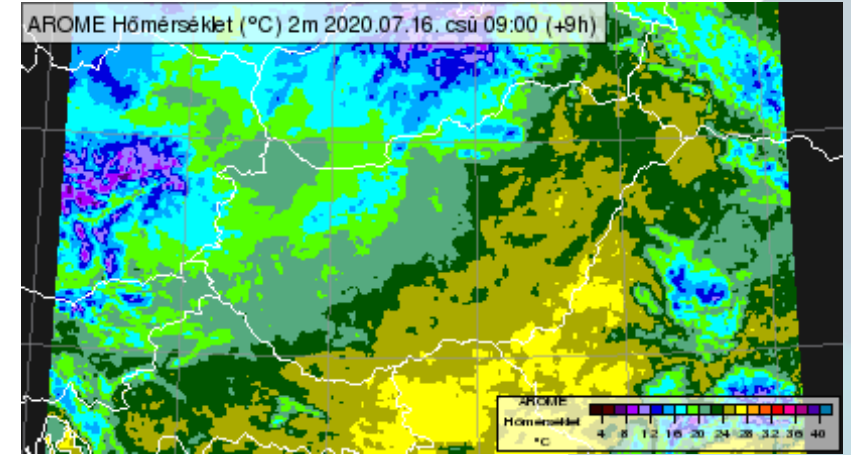 AROME Hőmérséklet (°C) 2m 2020.07.16. csü 09:00 (+9h)
AROME
Hőmérséklet
°C
4 8 12 16 20 24 28 32 36 40